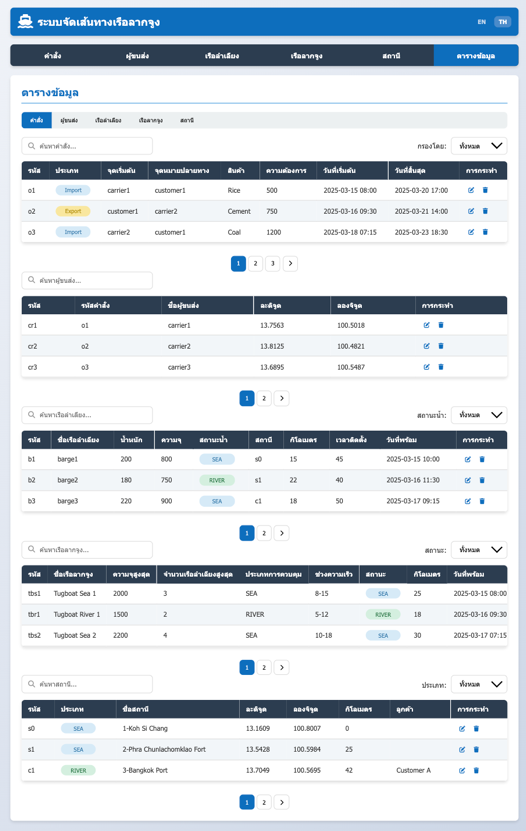 ระบบจัดเส้นทางเรือลากจูง EN TH
คำสั่ง ผู้ขนส่ง เรือลำเลียง เรือลากจูง สถานี ตารางข้อมูล
ตารางข้อมูล
คำสั่ง ผู้ขนส่ง เรือลำเลียง เรือลากจูง สถานี
ค้นหาคำสั่ง... กรองโดย: ทั้งหมด
รหัส ประเภท จุดเริ่มต้น จุดหมายปลายทาง สินค้า ความต้องการ วันที่เริ่มต้น วันที่สิ้นสุด การกระทำ
o1 Import carrier1 customer1 Rice 500 2025-03-15 08:00 2025-03-20 17:00
o2 Export customer1 carrier2 Cement 750 2025-03-16 09:30 2025-03-21 14:00
o3 Import carrier2 customer1 Coal 1200 2025-03-18 07:15 2025-03-23 18:30
1 2 3
ค้นหาผู้ขนส่ง...
รหัส รหัสคำสั่ง ชื่อผู้ขนส่ง ละติจูด ลองจิจูด การกระทำ
cr1 o1 carrier1 13.7563 100.5018
cr2 o2 carrier2 13.8125 100.4821
cr3 o3 carrier3 13.6895 100.5487
1 2
ค้นหาเรือลำเลียง... สถานะน้ำ: ทั้งหมด
รหัส ชื่อเรือลำเลียง น้ำหนัก ความจุ สถานะน้ำ สถานี กิโลเมตร เวลาติดตั้ง วันที่พร้อม การกระทำ
b1 barge1 200 800 SEA s0 15 45 2025-03-15 10:00
b2 barge2 180 750 RIVER s1 22 40 2025-03-16 11:30
b3 barge3 220 900 SEA c1 18 50 2025-03-17 09:15
1 2
ค้นหาเรือลากจูง... สถานะ: ทั้งหมด
รหัส ชื่อเรือลากจูง ความจุสูงสุด จำนวนเรือลำเลียงสูงสุด ประเภทการควบคุม ช่วงความเร็ว สถานะ กิโลเมตร วันที่พร้อม
tbs1 Tugboat Sea 1 2000 3 SEA 8-15 SEA 25 2025-03-15 08:00
tbr1 Tugboat River 1 1500 2 RIVER 5-12 RIVER 18 2025-03-16 09:30
tbs2 Tugboat Sea 2 2200 4 SEA 10-18 SEA 30 2025-03-17 07:15
1 2
ค้นหาสถานี... ประเภท: ทั้งหมด
รหัส ประเภท ชื่อสถานี ละติจูด ลองจิจูด กิโลเมตร ลูกค้า การกระทำ
s0 SEA 1-Koh Si Chang 13.1609 100.8007 0
s1 SEA 2-Phra Chunlachomklao Fort 13.5428 100.5984 25
c1 RIVER 3-Bangkok Port 13.7049 100.5695 42 Customer A
1 2